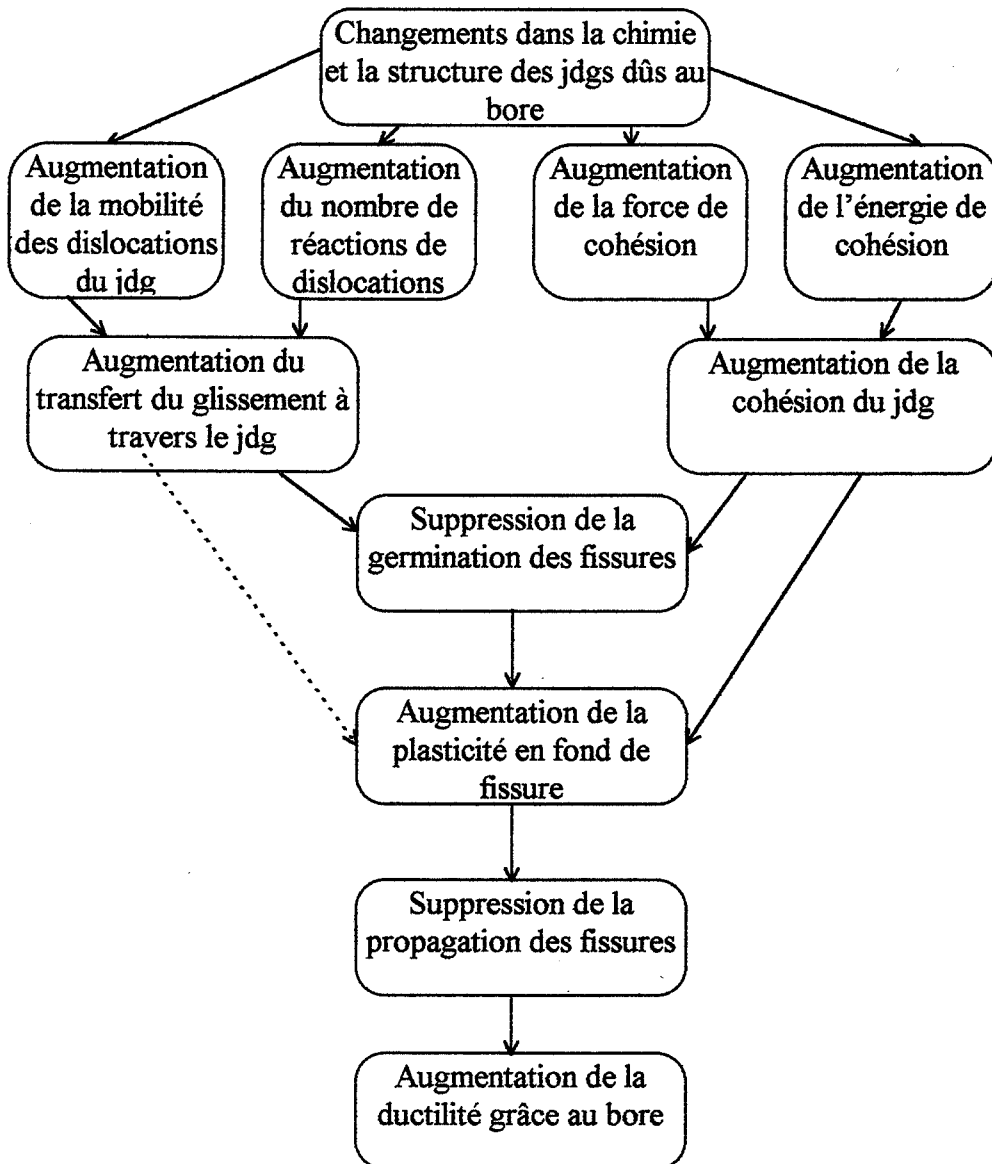 Changements dans la chimie
et la structure des jdgs dûs au
bore
Augmentation
de la mobilité
des dislocations
du jdg
Augmentation
du nombre de
réactions de
dislocations
Augmentation
de la force de
cohésion
Augmentation
de l'énergie de
cohésion
Augmentation du
transfert du glissement à
travers le jdg
Augmentation de la
cohésion du jdg
Suppression de la
germination des fissures
Augmentation de la
plasticité en fond de
fissure
Suppression de la
propagation des fissures
Augmentation de la
ductilité grâce au bore